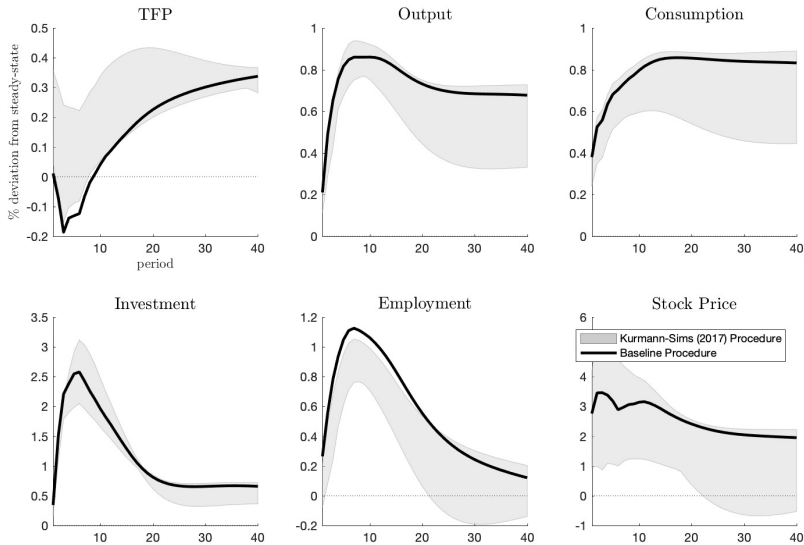 TFP
Output
Consumption
% deviation from steady-state
0.5
0.4
0.3
0.2
0.1
0
-0.1
-0.2
10 20 30 40
period
1
0.8
0.6
0.4
0.2
0
10 20 30 40
1
0.8
0.6
0.4
0.2
0
10 20 30 40
Investment
Employment
Stock Price
3.5
3
2.5
2
1.5
1
0.5
0
10 20 30 40
1.2
1
0.8
0.6
0.4
0.2
0
-0.2
10 20 30 40
6
Kurmann-Sims (2017) Procedure
Baseline Procedure
4
3
2
1
0
-1
10 20 30 40